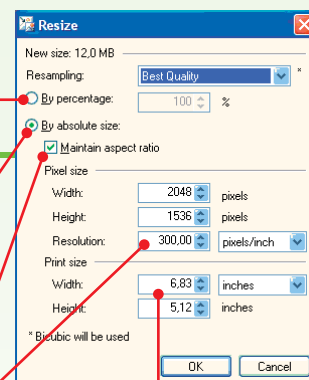 Resize
New size: 12,0 MB
Resampling: Best Quality *
By percentage: 100 %
By absolute size:
Maintain aspect ratio
Pixel size
Width: 2048 pixels
Height: 1536 pixels
Resolution: 300,00 pixels/inch
Print size
Width: 6,83 inches
Height: 5,12 inches
* Bicubic will be used
OK Cancel